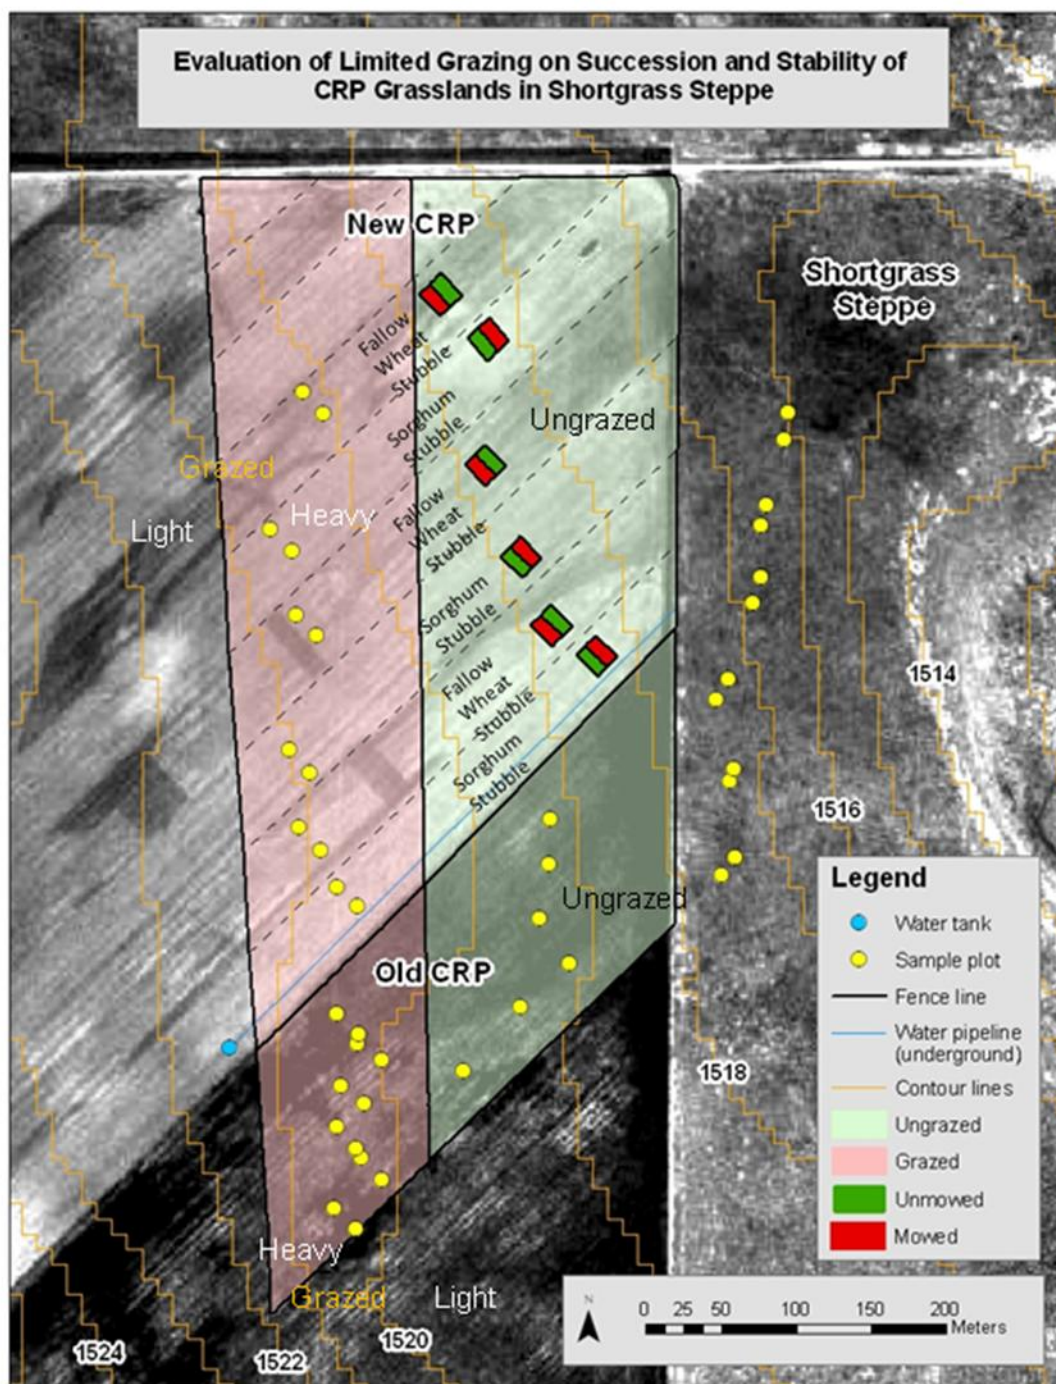 Evaluation of Limited Grazing on Succession and Stability of
CRP Grasslands in Shortgrass Steppe
New CRP
Shortgrass
Steppe
Fallow
Wheat
Stubble
Sorghum
Stubble
Ungrazed
Grazed
Heavy
Light
Fallow
Wheat
Stubble
Sorghum
Stubble
Fallow
Wheat
Stubble
Sorghum
Stubble
1514
1516
Ungrazed
Old CRP
1518
Heavy
Grazed
Light
1524
1522
1520
Legend
Water tank
Sample plot
Fence line
Water pipeline
(underground)
Contour lines
Ungrazed
Grazed
Unmowed
Mowed
N
0 25 50 100 150 200
Meters